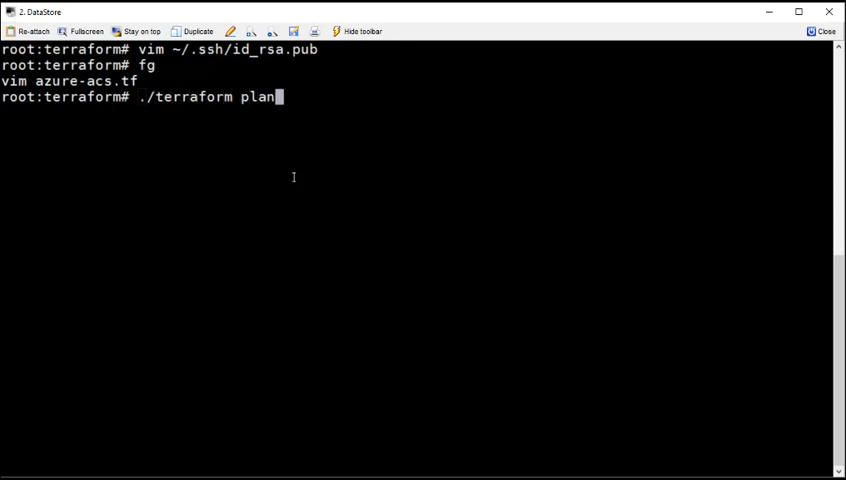 2. DataStore
Re-attach Fullscreen Stay on top Duplicate Hide toolbar Close
root:terraform# vim ~/.ssh/id_rsa.pub
root:terraform# fg
vim azure-acs.tf
root:terraform# ./terraform plan